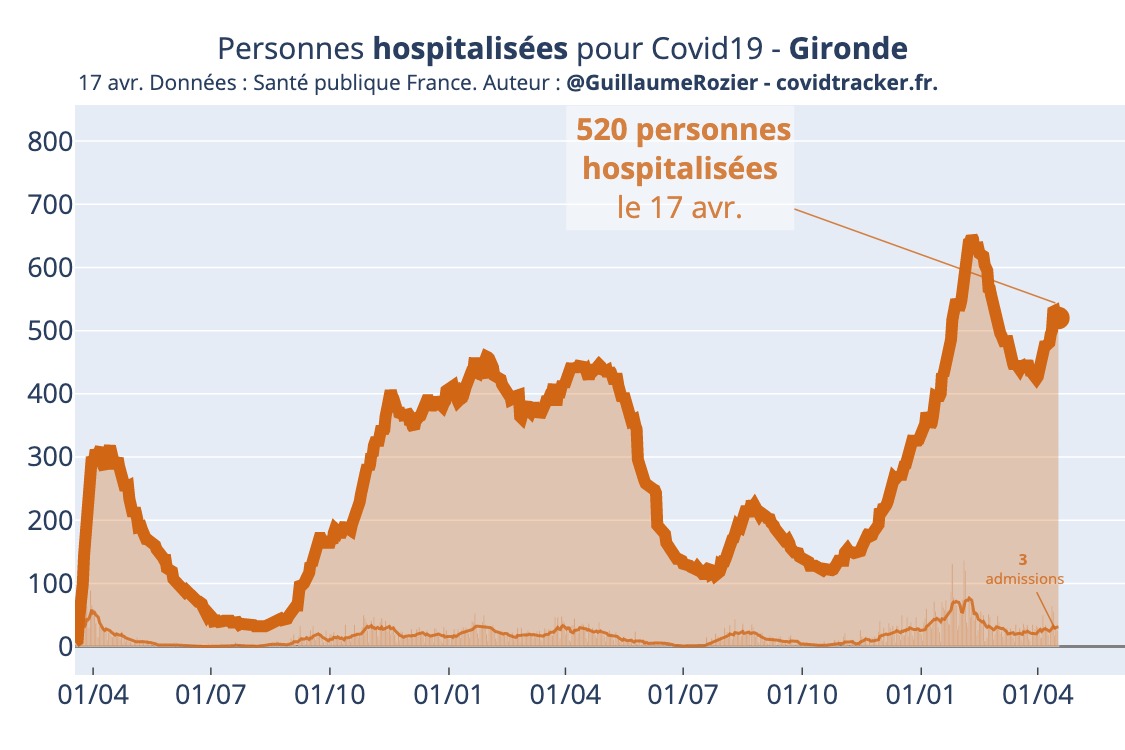 Personnes hospitalisées pour Covid19 - Gironde
17 avr. Données : Santé publique France. Auteur : @GuillaumeRozier - covidtracker.fr.
520 personnes
hospitalisées
le 17 avr.
800
700
600
500
400
300
200
100
0
3
admissions
01/04 01/07 01/10 01/01 01/04 01/07 01/10 01/01 01/04